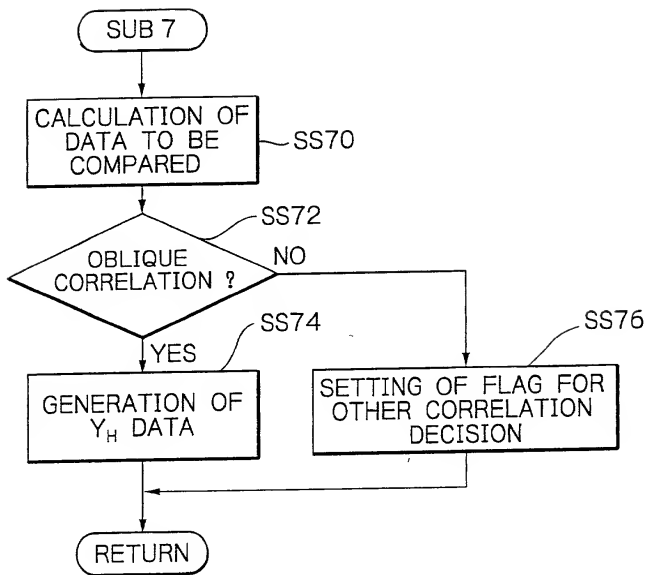 SUB 7
CALCULATION OF
DATA TO BE
COMPARED
SS70
SS72
OBLIQUE
CORRELATION ?
NO
YES
SS74
GENERATION OF
Y_H DATA
SS76
SETTING OF FLAG FOR
OTHER CORRELATION
DECISION
RETURN